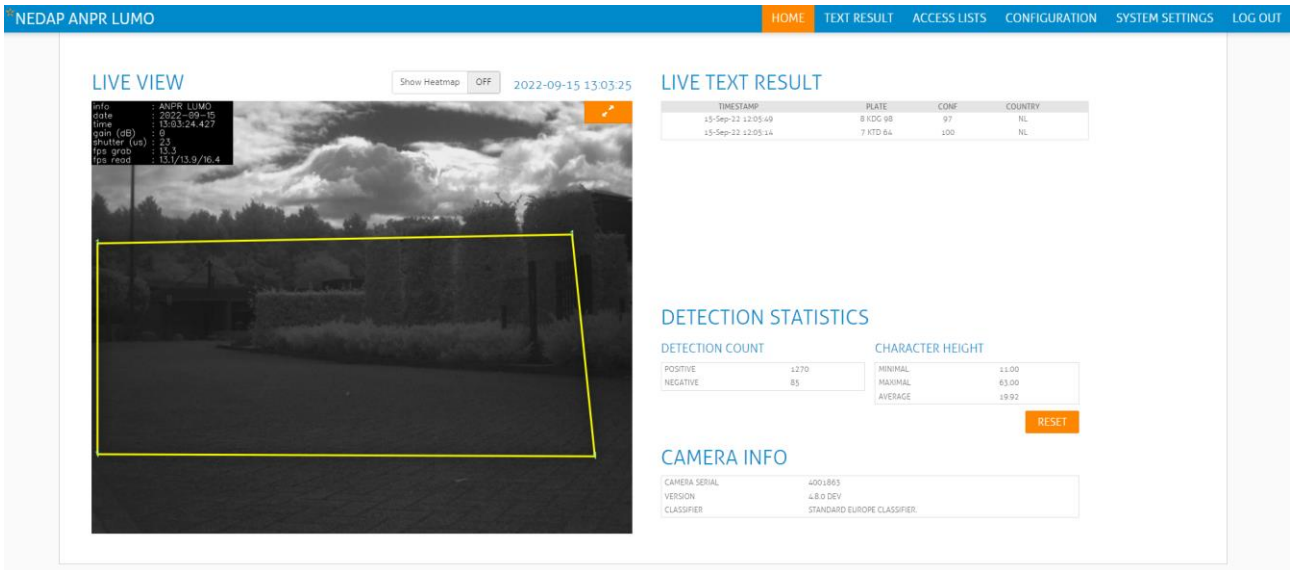 NEDAP ANPR LUMO HOME TEXT RESULT ACCESS LISTS CONFIGURATION SYSTEM SETTINGS LOG OUT
LIVE VIEW Show Heatmap OFF 2022-09-15 13:03:25
info : ANPR LUMO
date : 2022-09-15
time : 13:03:24.427
gain (dB) : 0
shutter (us) : 23
fps grab : 13.3
fps read : 13.1/13.9/16.4
LIVE TEXT RESULT
TIMESTAMP PLATE CONF COUNTRY
15-Sep-22 12:05:49 8 KDG 98 97 NL
15-Sep-22 12:05:14 7 KTD 64 100 NL
DETECTION STATISTICS
DETECTION COUNT
POSITIVE 1270
NEGATIVE 85
CHARACTER HEIGHT
MINIMAL 11.00
MAXIMAL 63.00
AVERAGE 19.92
RESET
CAMERA INFO
CAMERA SERIAL 4001863
VERSION 4.8.0 DEV
CLASSIFIER STANDARD EUROPE CLASSIFIER.